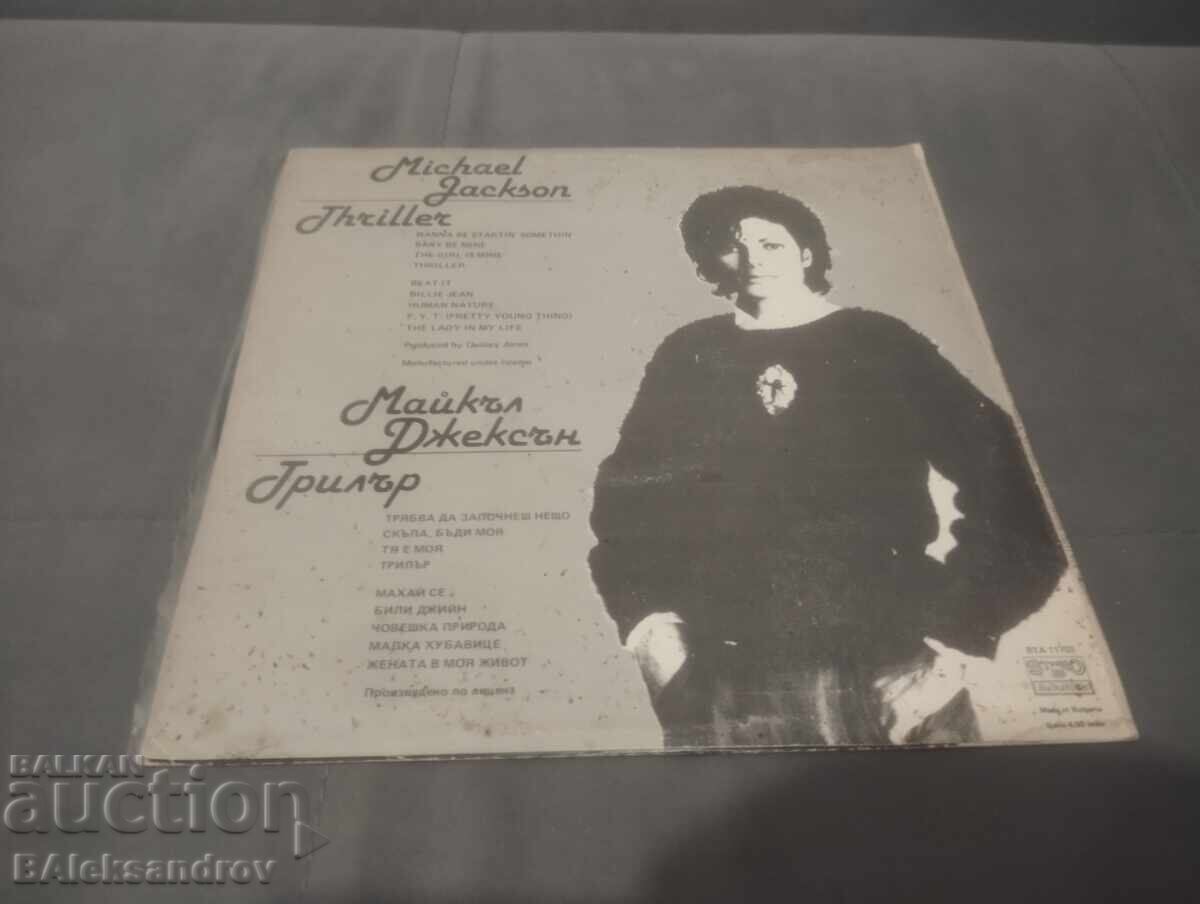 Michael
Jackson
Thriller
WANNA BE STARTIN' SOMETHIN
BABY BE MINE
THE GIRL IS MINE
THRILLER
BEAT IT
BILLIE JEAN
HUMAN NATURE
P. Y. T. (PRETTY YOUNG THING)
THE LADY IN MY LIFE
Produced by Quincy Jones
Manufactured under licence
Майкъл
Джексън
Трилър
ТРЯБВА ДА ЗАПОЧНЕШ НЕЩО
СКЪПА, БЪДИ МОЯ
ТЯ Е МОЯ
ТРИЛЪР
МАХАЙ СЕ
БИЛИ ДЖИЙН
ЧОВЕШКА ПРИРОДА
МАЛКА ХУБАВИЦЕ
ЖЕНАТА В МОЯ ЖИВОТ
Произведено по лиценз
Made in Bulgaria
BALKAN
auction
BAleksandrov